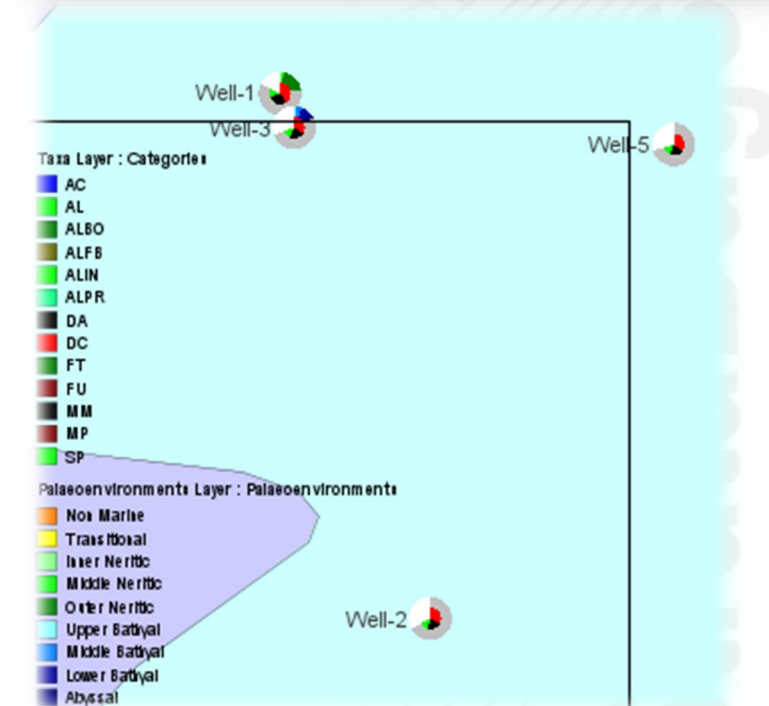 Well-1
Well-3
Well-5
Taxa Layer : Categories
AC
AL
ALBO
ALFB
ALIN
ALPR
DA
DC
FT
FU
MM
MP
SP
Palaeoenvironments Layer : Palaeoenvironments
Non Marine
Transitional
Inner Neritic
Middle Neritic
Outer Neritic
Well-2
Upper Bathyal
Middle Bathyal
Lower Bathyal
Abyssal